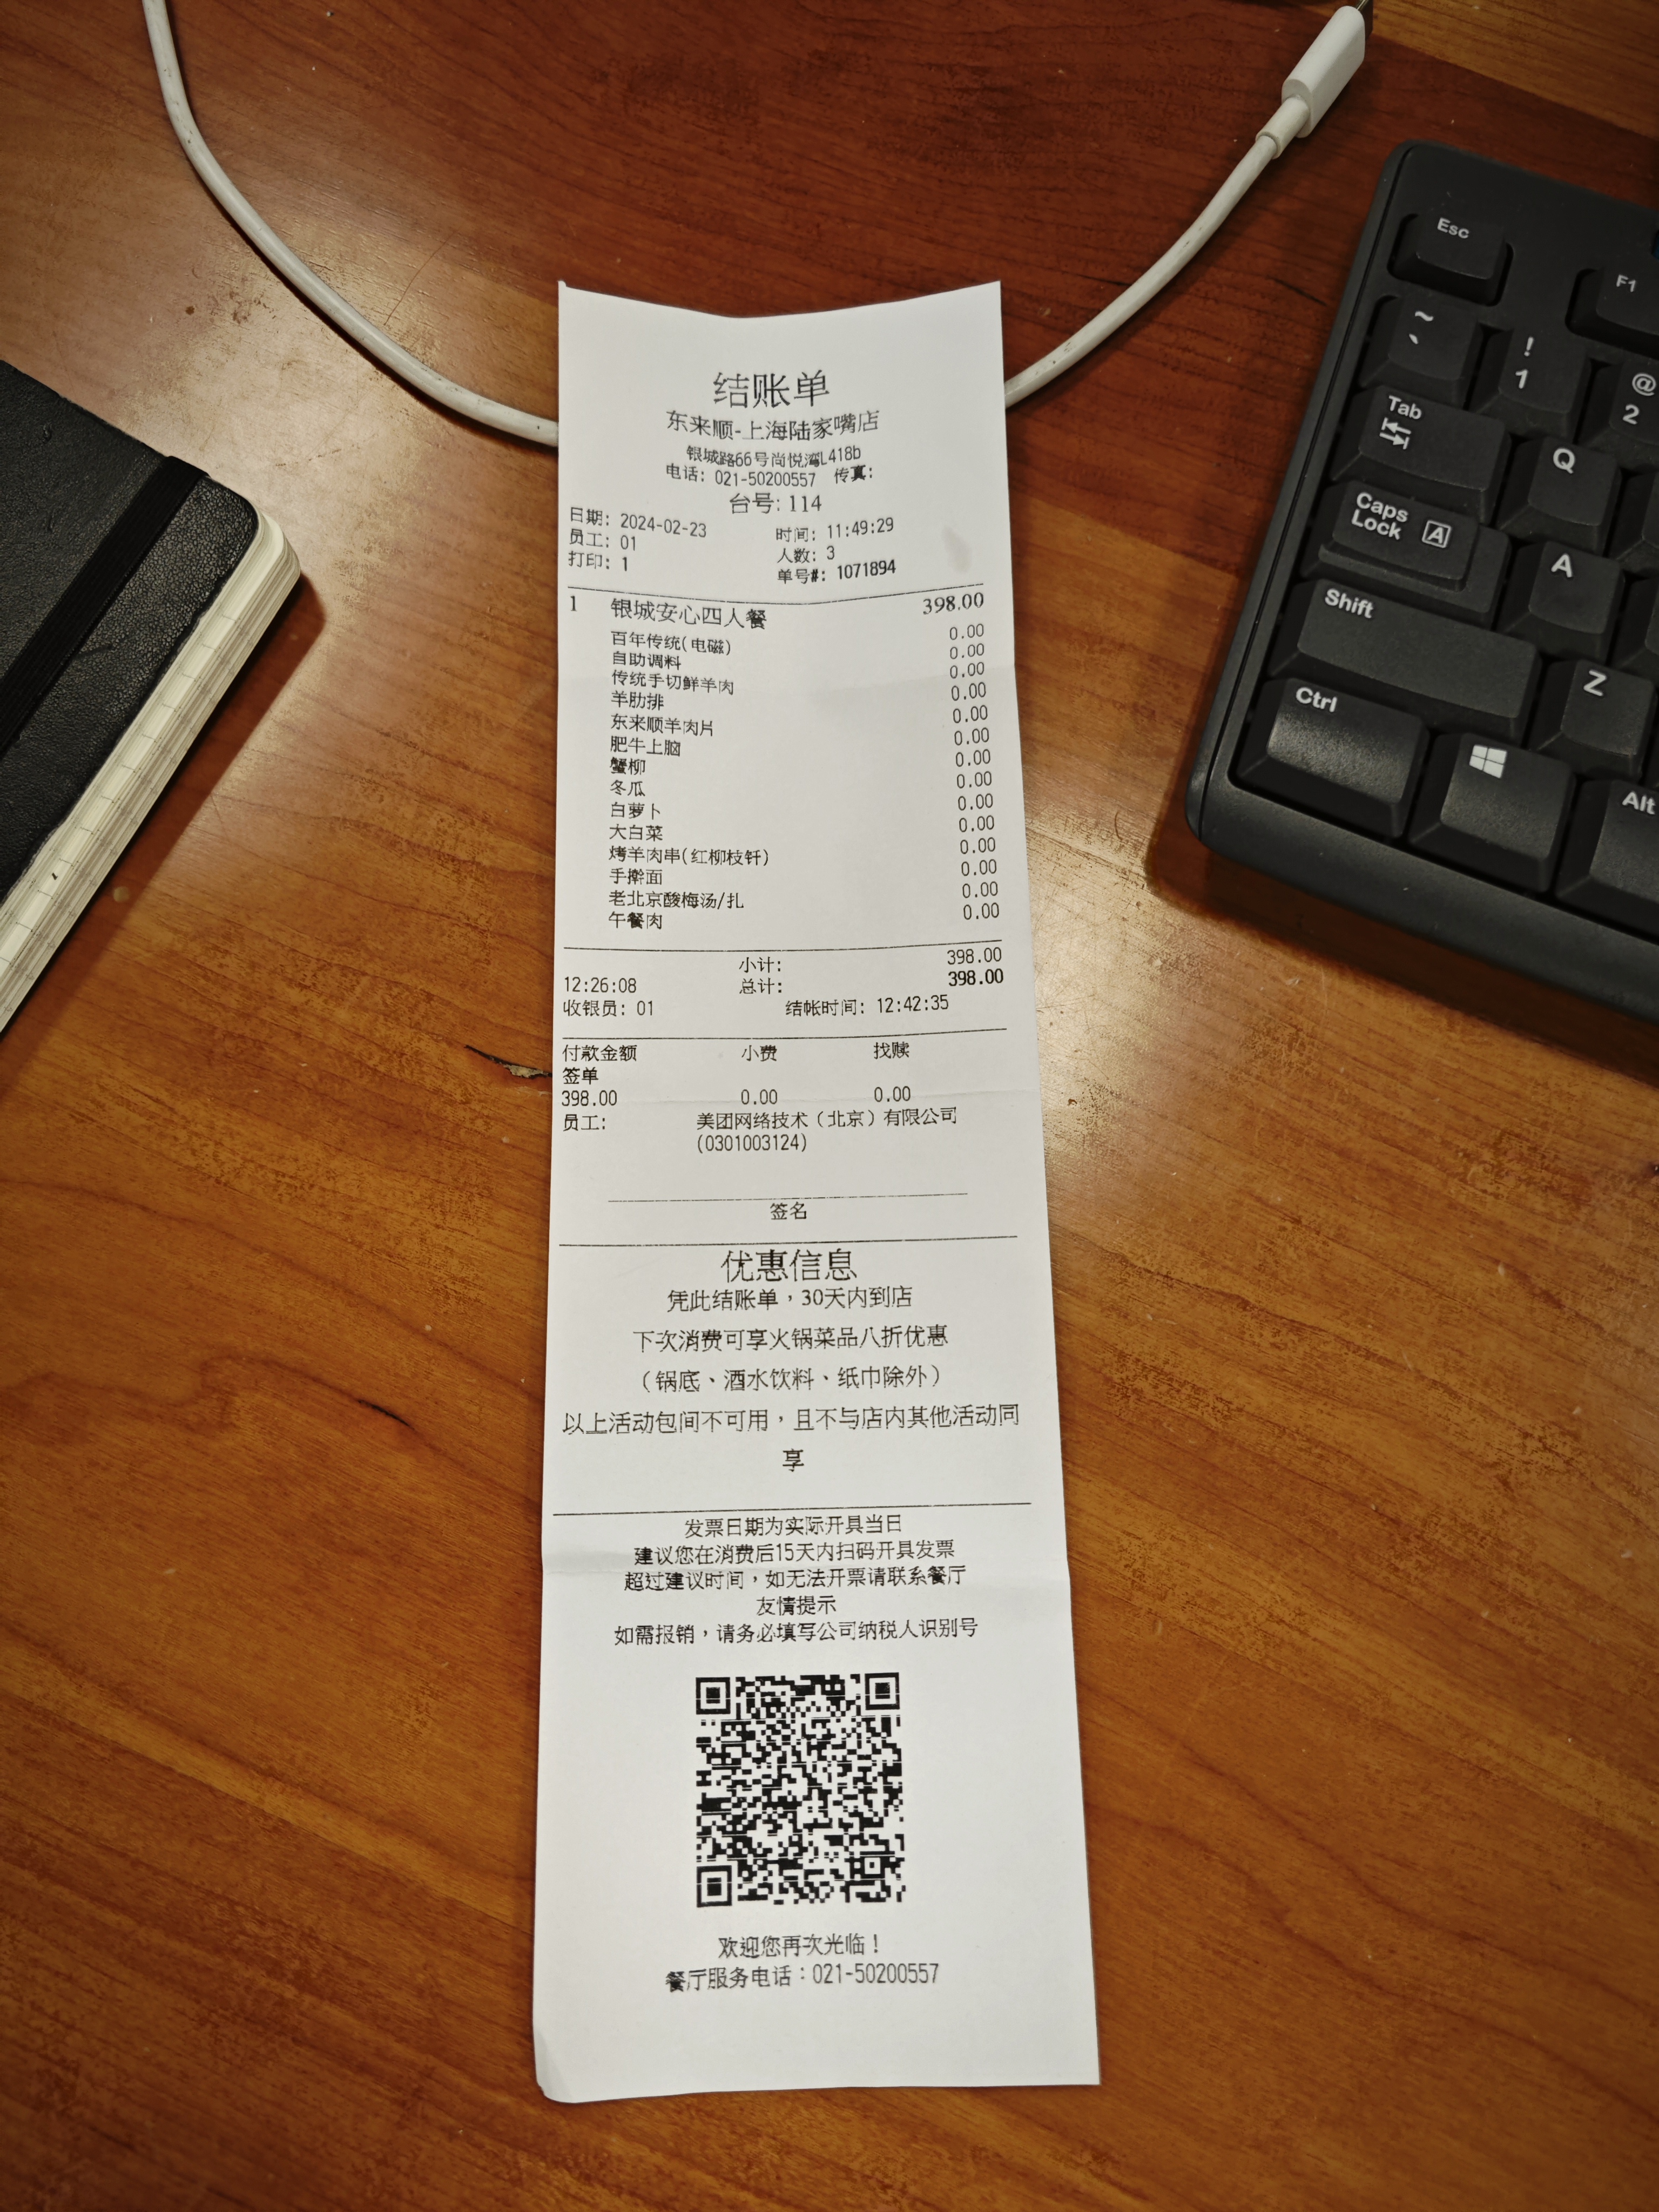 结账单
东来顺-上海陆家嘴店
银城路66号尚悦湾L418b
电话: 021-50200557 传真:
台号: 114
日期: 2024-02-23 时间: 11:49:29
员工: 01 人数: 3
打印: 1 单号#: 1071894
1 银城安心四人餐 398.00
百年传统(电磁) 0.00
自助调料 0.00
传统手切鲜羊肉 0.00
羊肋排 0.00
东来顺羊肉片 0.00
肥牛上脑 0.00
蟹柳 0.00
冬瓜 0.00
白萝卜 0.00
大白菜 0.00
烤羊肉串(红柳枝钎) 0.00
手擀面 0.00
老北京酸梅汤/扎 0.00
午餐肉 0.00
小计: 398.00
12:26:08 总计: 398.00
收银员: 01 结帐时间: 12:42:35
付款金额 小费 找赎
签单
398.00 0.00 0.00
员工: 美团网络技术（北京）有限公司
(0301003124)
签名
优惠信息
凭此结账单，30天内到店
下次消费可享火锅菜品八折优惠
（锅底、酒水饮料、纸巾除外）
以上活动包间不可用，且不与店内其他活动同
享
发票日期为实际开具当日
建议您在消费后15天内扫码开具发票
超过建议时间，如无法开票请联系餐厅
友情提示
如需报销，请务必填写公司纳税人识别号
欢迎您再次光临！
餐厅服务电话：021-50200557
Esc
F1
~
`
!
1
@
2
Tab
Q
Caps
Lock A
A
Shift
Z
Ctrl
Alt